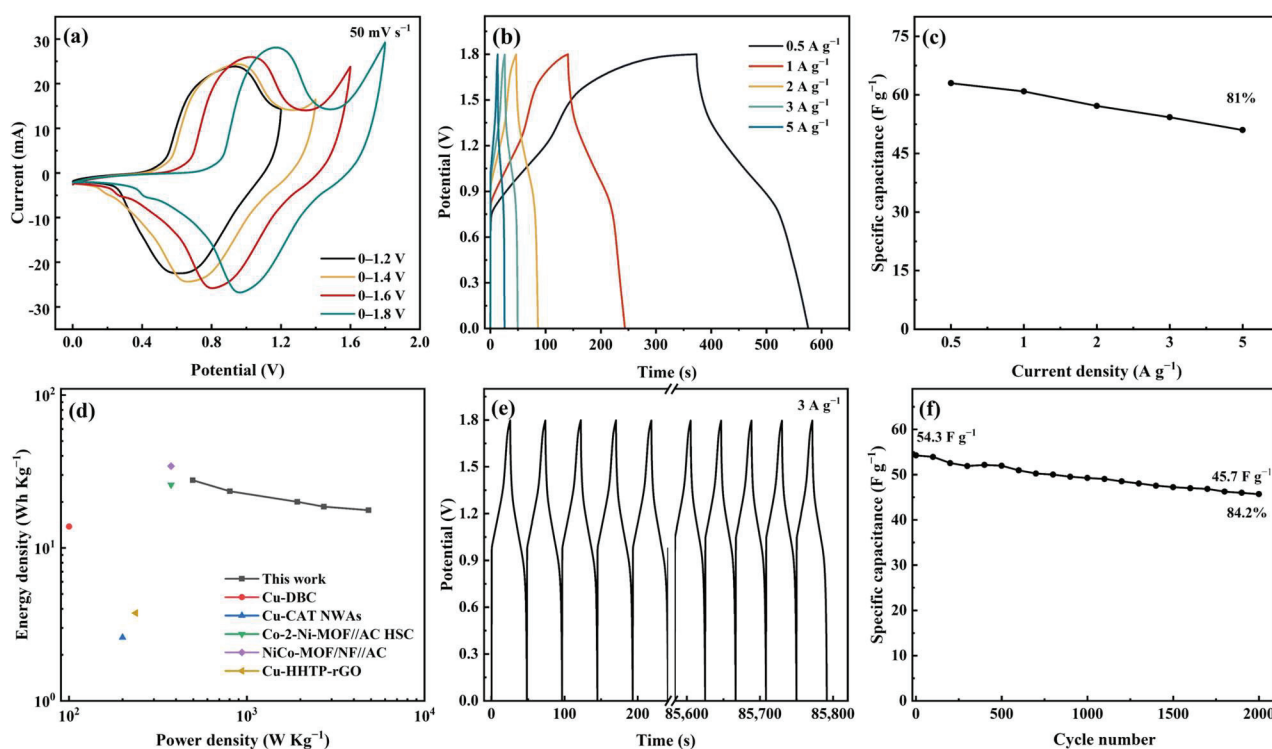 (a)
50 mV s⁻¹
30
20
10
0
-10
-20
-30
Current (mA)
0–1.2 V
0–1.4 V
0–1.6 V
0–1.8 V
0.0
0.4
0.8
1.2
1.6
2.0
Potential (V)
(b)
0.5 A g⁻¹
1 A g⁻¹
2 A g⁻¹
3 A g⁻¹
5 A g⁻¹
1.8
1.5
1.2
0.9
0.6
0.3
0.0
Potential (V)
0
100
200
300
400
500
600
Time (s)
(c)
81%
75
60
45
30
15
0
Specific capacitance (F g⁻¹)
0.5
1
2
3
5
Current density (A g⁻¹)
(d)
10²
10¹
10⁰
Energy density (Wh Kg⁻¹)
This work
Cu-DBC
Cu-CAT NWAs
Co-2-Ni-MOF//AC HSC
NiCo-MOF/NF//AC
Cu-HHTP-rGO
10²
10³
10⁴
Power density (W Kg⁻¹)
(e)
3 A g⁻¹
1.8
1.5
1.2
0.9
0.6
0.3
0.0
Potential (V)
0
100
200
85,600
85,700
85,800
Time (s)
(f)
54.3 F g⁻¹
45.7 F g⁻¹
84.2%
60
50
40
30
20
10
0
Specific capacitance (F g⁻¹)
0
500
1000
1500
2000
Cycle number